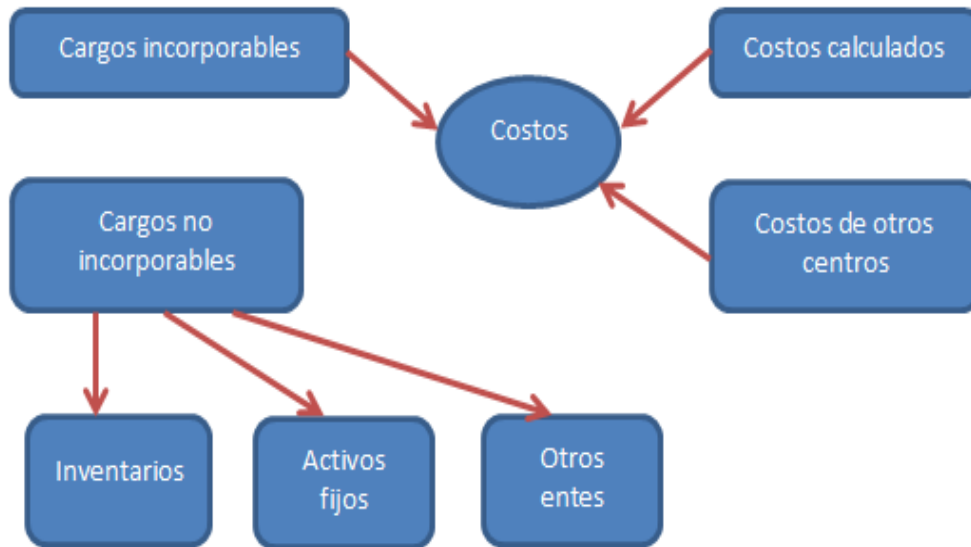 Cargos incorporables
Costos calculados
Costos
Cargos no
incorporables
Costos de otros
centros
Inventarios
Activos
fijos
Otros
entes